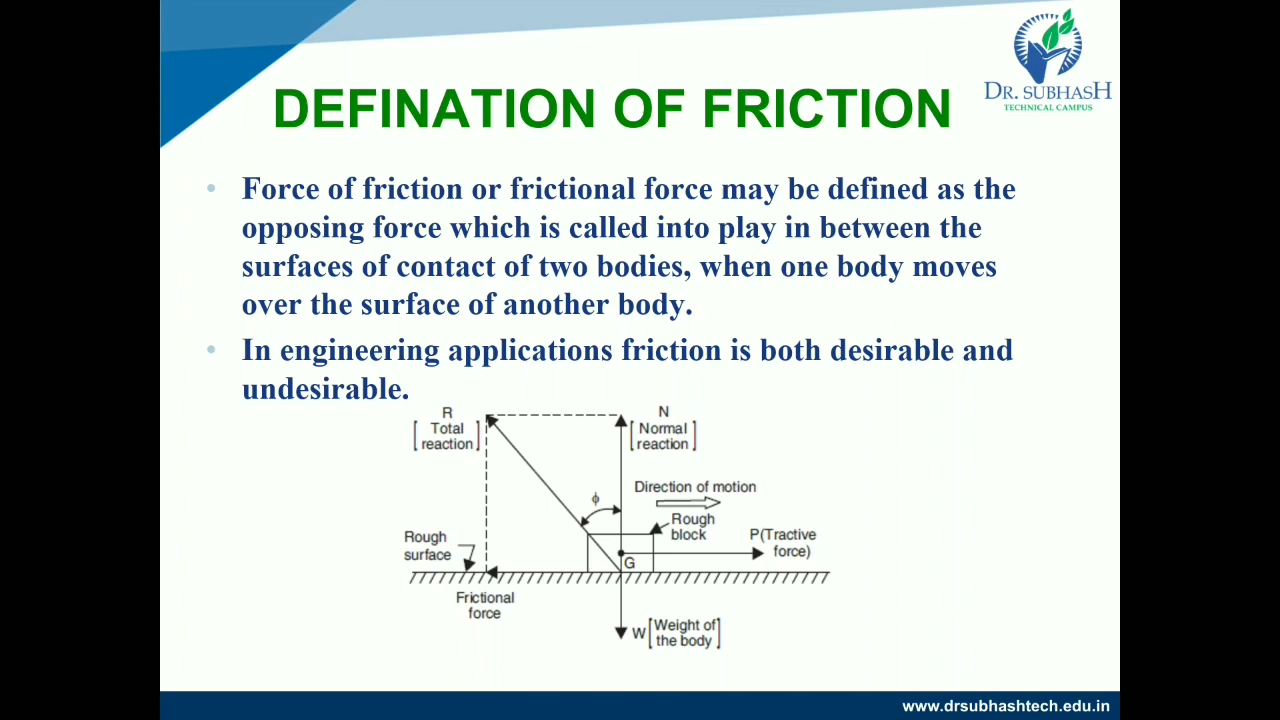 DR. SUBHASH
TECHNICAL CAMPUS
DEFINATION OF FRICTION
• Force of friction or frictional force may be defined as the
opposing force which is called into play in between the
surfaces of contact of two bodies, when one body moves
over the surface of another body.
• In engineering applications friction is both desirable and
undesirable.
R
[Total
reaction]
N
[Normal
reaction]
ϕ
Direction of motion
Rough
block
P(Tractive
force)
Rough
surface
G
Frictional
force
W [Weight of
the body]
www.drsubhashtech.edu.in